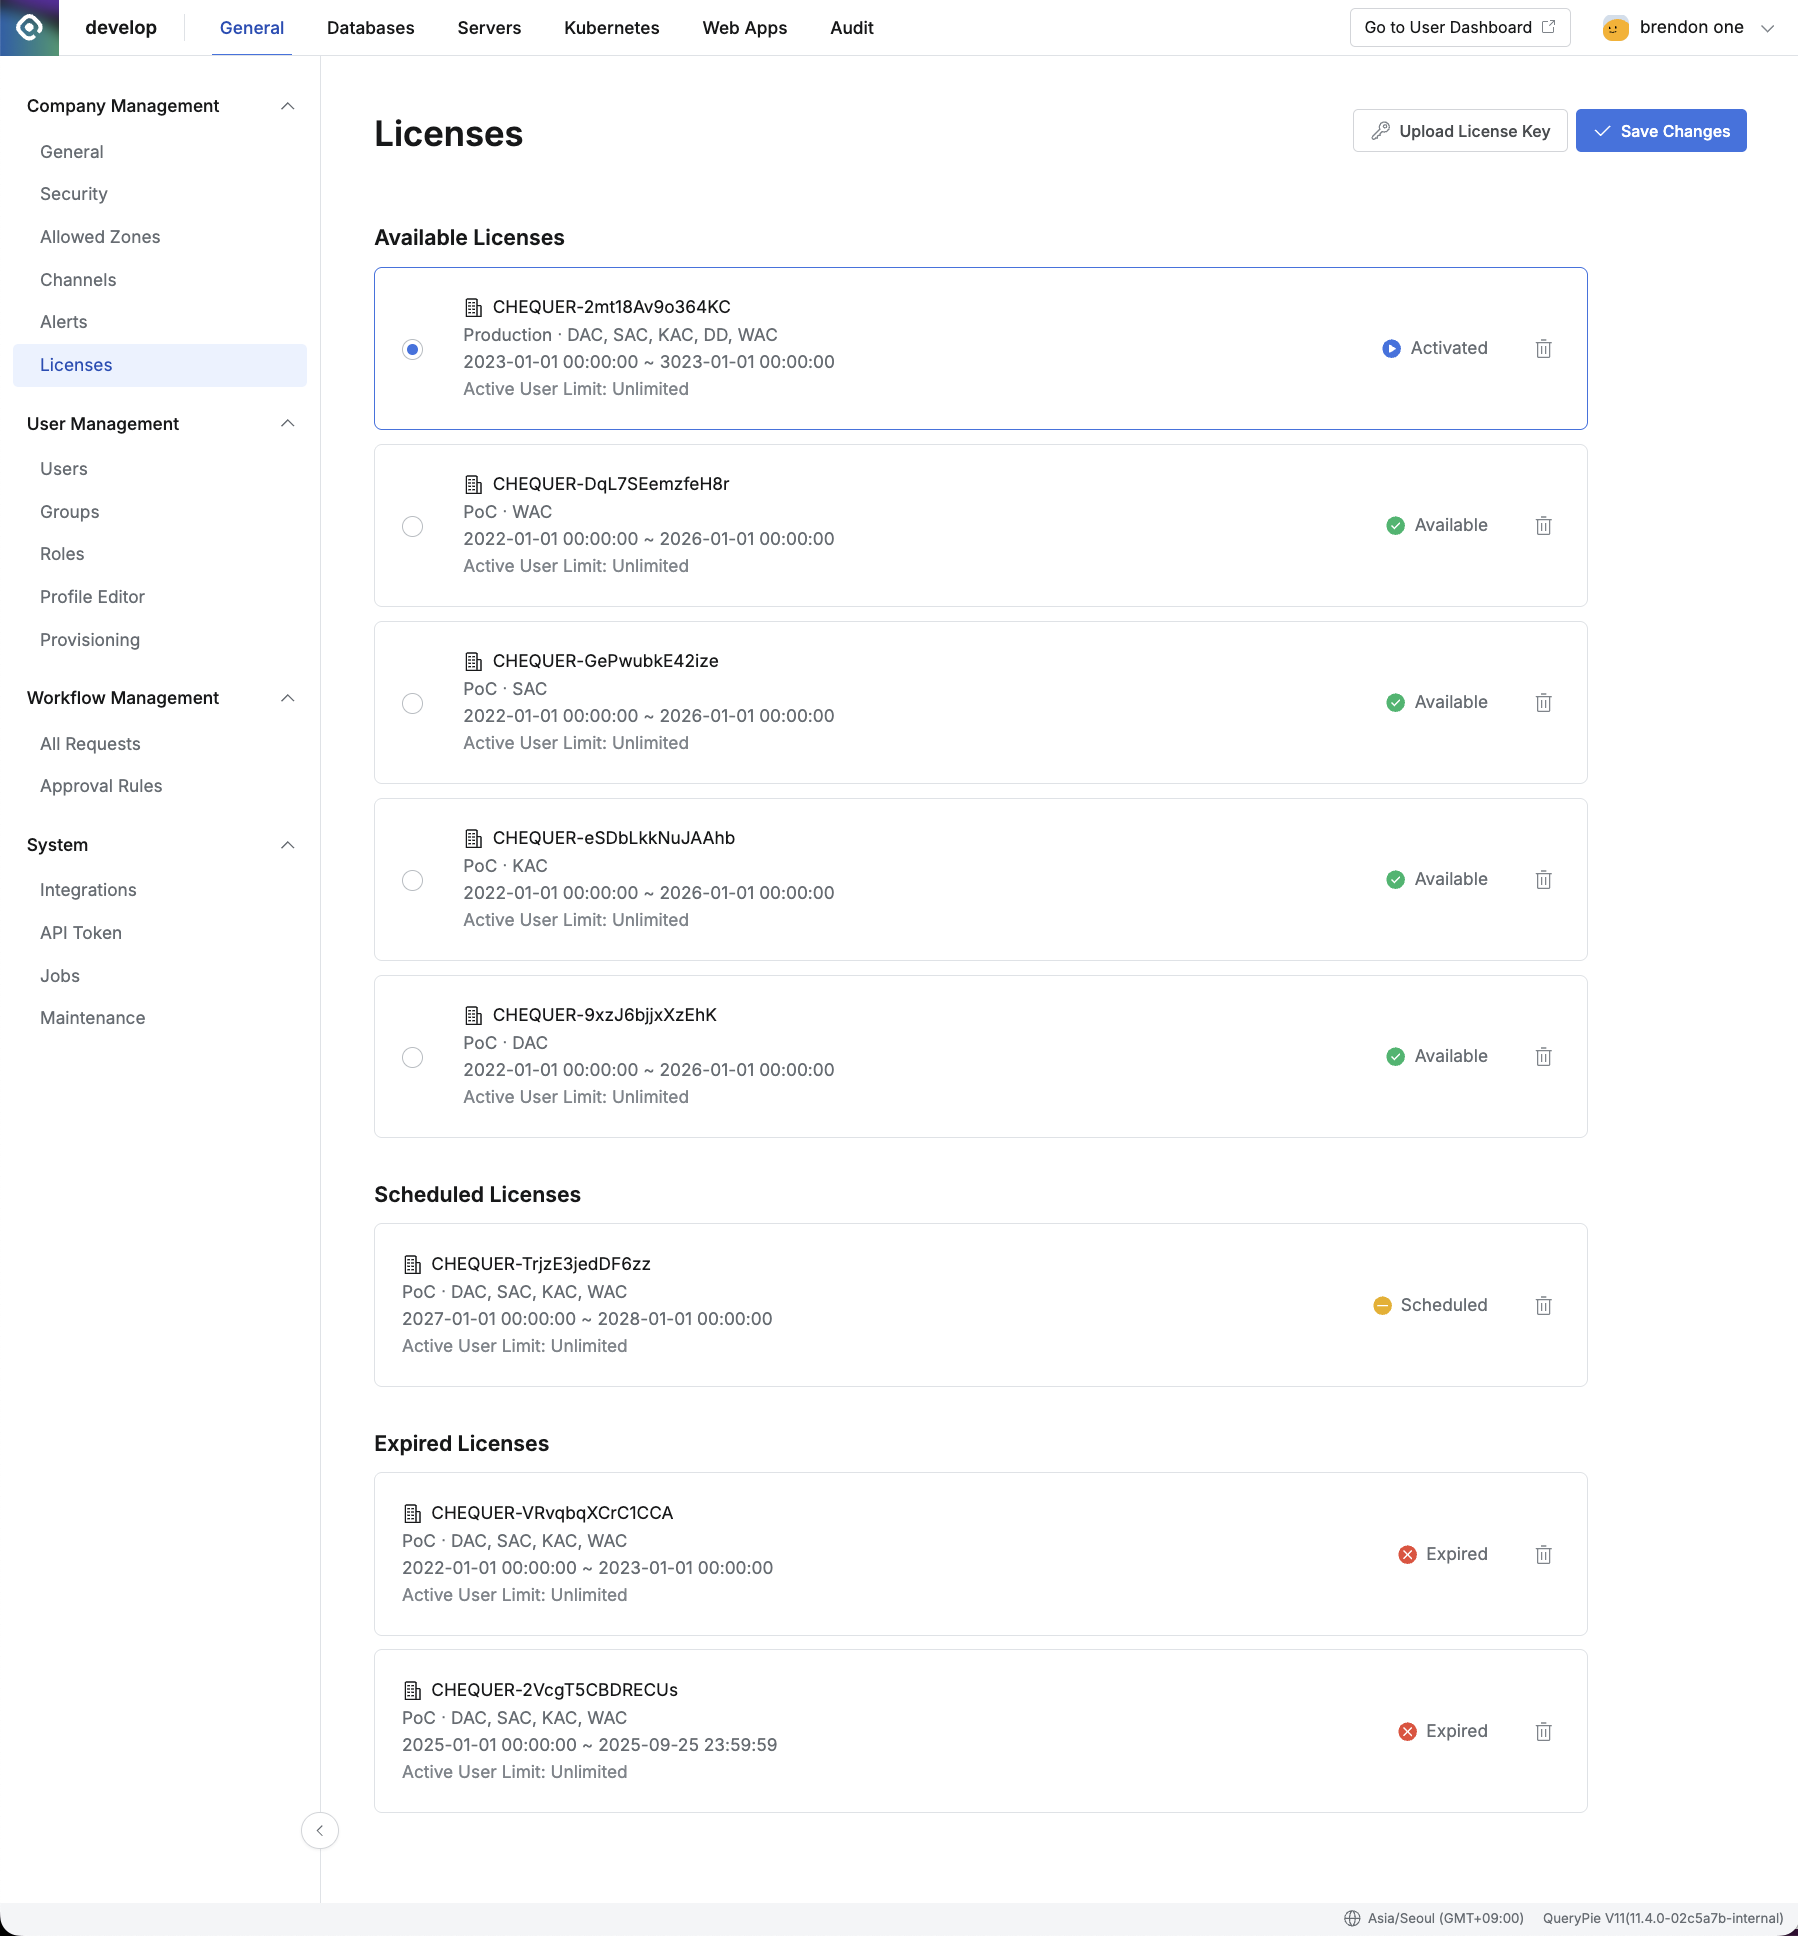 develop
General
Databases
Servers
Kubernetes
Web Apps
Audit
Go to User Dashboard
brendon one
Company Management
General
Security
Allowed Zones
Channels
Alerts
Licenses
User Management
Users
Groups
Roles
Profile Editor
Provisioning
Workflow Management
All Requests
Approval Rules
System
Integrations
API Token
Jobs
Maintenance
Licenses
Upload License Key
Save Changes
Available Licenses
CHEQUER-2mt18Av9o364KC
Production · DAC, SAC, KAC, DD, WAC
2023-01-01 00:00:00 ~ 3023-01-01 00:00:00
Active User Limit: Unlimited
Activated
CHEQUER-DqL7SEemzfeH8r
PoC · WAC
2022-01-01 00:00:00 ~ 2026-01-01 00:00:00
Active User Limit: Unlimited
Available
CHEQUER-GePwubkE42ize
PoC · SAC
2022-01-01 00:00:00 ~ 2026-01-01 00:00:00
Active User Limit: Unlimited
Available
CHEQUER-eSDbLkkNuJAAhb
PoC · KAC
2022-01-01 00:00:00 ~ 2026-01-01 00:00:00
Active User Limit: Unlimited
Available
CHEQUER-9xzJ6bjjxXzEhK
PoC · DAC
2022-01-01 00:00:00 ~ 2026-01-01 00:00:00
Active User Limit: Unlimited
Available
Scheduled Licenses
CHEQUER-TrjzE3jedDF6zz
PoC · DAC, SAC, KAC, WAC
2027-01-01 00:00:00 ~ 2028-01-01 00:00:00
Active User Limit: Unlimited
Scheduled
Expired Licenses
CHEQUER-VRvqbqXCrC1CCA
PoC · DAC, SAC, KAC, WAC
2022-01-01 00:00:00 ~ 2023-01-01 00:00:00
Active User Limit: Unlimited
Expired
CHEQUER-2VcgT5CBDRECUs
PoC · DAC, SAC, KAC, WAC
2025-01-01 00:00:00 ~ 2025-09-25 23:59:59
Active User Limit: Unlimited
Expired
Asia/Seoul (GMT+09:00)
QueryPie V11(11.4.0-02c5a7b-internal)